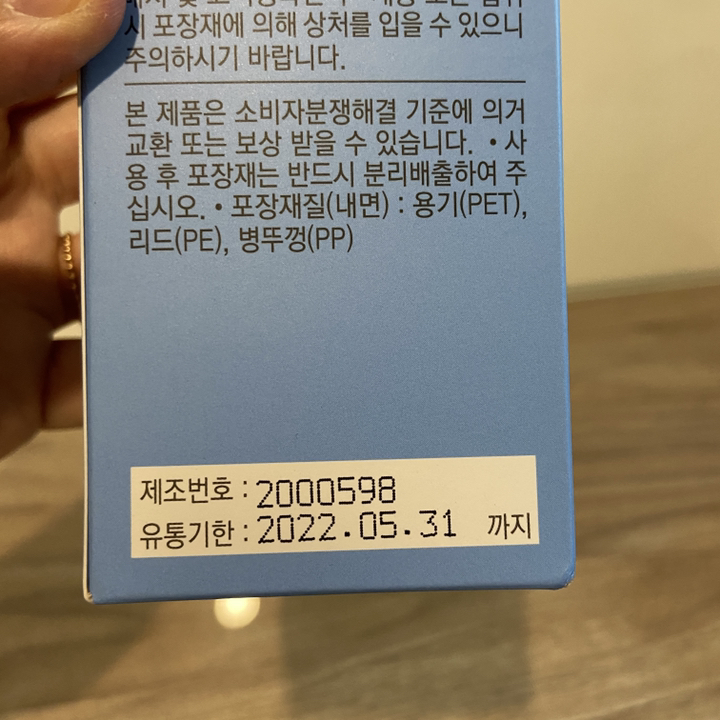 시 포장재에 의해 상처를 입을 수 있으니
주의하시기 바랍니다.
본 제품은 소비자분쟁해결 기준에 의거
교환 또는 보상 받을 수 있습니다. • 사
용 후 포장재는 반드시 분리배출하여 주
십시오. • 포장재질(내면) : 용기(PET),
리드(PE), 병뚜껑(PP)
제조번호 : 2000598
유통기한 : 2022.05.31 까지